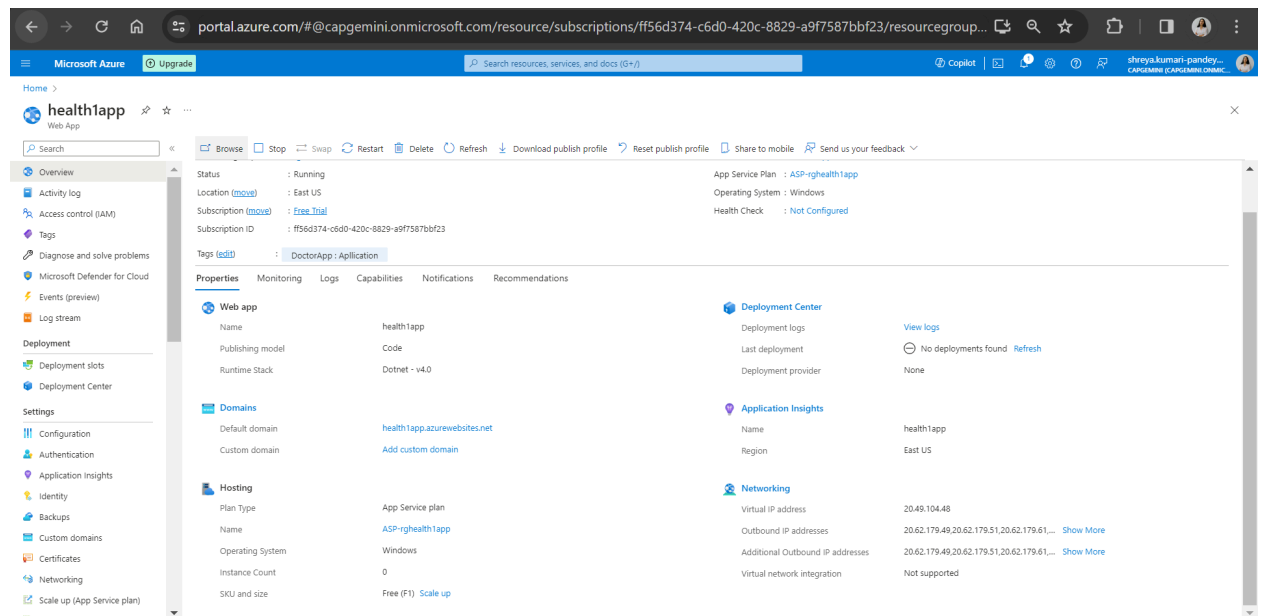 portal.azure.com/#@capgemini.onmicrosoft.com/resource/subscriptions/ff56d374-c6d0-420c-8829-a9f7587bbf23/resourcegroup...
Microsoft Azure Upgrade Search resources, services, and docs (G+/) Copilot shreya.kumari-pandey...
CAPGEMINI (CAPGEMINI.ONMIC...
Home >
health1app
Web App
Search
Browse Stop Swap Restart Delete Refresh Download publish profile Reset publish profile Share to mobile Send us your feedback
Overview
Activity log
Access control (IAM)
Tags
Diagnose and solve problems
Microsoft Defender for Cloud
Events (preview)
Log stream
Deployment
Deployment slots
Deployment Center
Settings
Configuration
Authentication
Application Insights
Identity
Backups
Custom domains
Certificates
Networking
Scale up (App Service plan)
Status : Running
Location (move) : East US
Subscription (move) : Free Trial
Subscription ID : ff56d374-c6d0-420c-8829-a9f7587bbf23
App Service Plan : ASP-rghealth1app
Operating System : Windows
Health Check : Not Configured
Tags (edit) : DoctorApp : Apllication
Properties Monitoring Logs Capabilities Notifications Recommendations
Web app
Name health1app
Publishing model Code
Runtime Stack Dotnet - v4.0
Domains
Default domain health1app.azurewebsites.net
Custom domain Add custom domain
Hosting
Plan Type App Service plan
Name ASP-rghealth1app
Operating System Windows
Instance Count 0
SKU and size Free (F1) Scale up
Deployment Center
Deployment logs View logs
Last deployment No deployments found Refresh
Deployment provider None
Application Insights
Name health1app
Region East US
Networking
Virtual IP address 20.49.104.48
Outbound IP addresses 20.62.179.49,20.62.179.51,20.62.179.61,... Show More
Additional Outbound IP addresses 20.62.179.49,20.62.179.51,20.62.179.61,... Show More
Virtual network integration Not supported